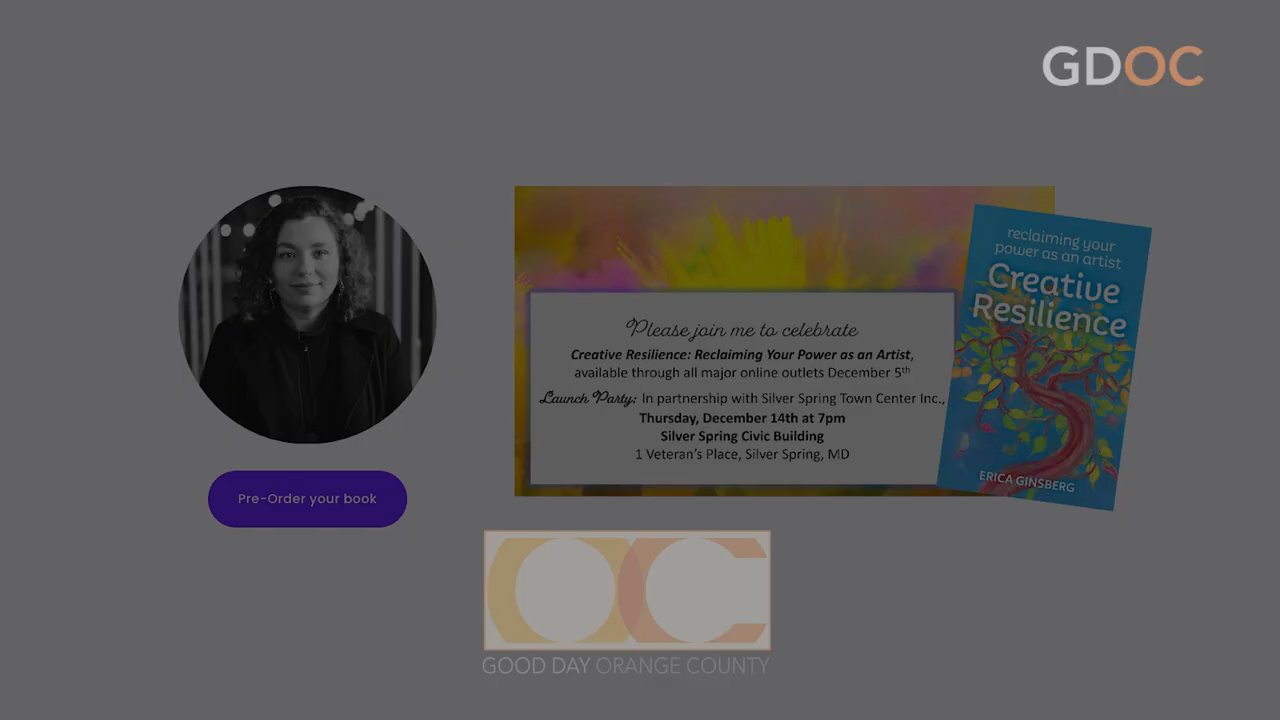 GDOC
Please join me to celebrate
Creative Resilience: Reclaiming Your Power as an Artist,
available through all major online outlets December 5th
Launch Party: In partnership with Silver Spring Town Center Inc.,
Thursday, December 14th at 7pm
Silver Spring Civic Building
1 Veteran's Place, Silver Spring, MD
reclaiming your
power as an artist
Creative
Resilience
ERICA GINSBERG
Pre-Order your book
OC
GOOD DAY ORANGE COUNTY